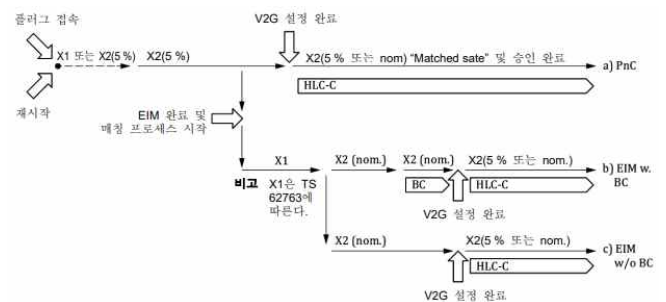 플러그 접속
V2G 설정 완료
X1 또는 X2(5 %)
X2(5 %)
X2(5 % 또는 nom) “Matched sate” 및 승인 완료
a) PnC
HLC-C
재시작
EIM 완료 및
매칭 프로세스 시작
X1
X2 (nom.)
X2 (nom.)
X2(5 % 또는 nom.)
b) EIM w.
BC
비고 X1은 TS
62763에
따른다.
BC
HLC-C
V2G 설정 완료
X2 (nom.)
X2(5 % 또는 nom.)
c) EIM
w/o BC
HLC-C
V2G 설정 완료